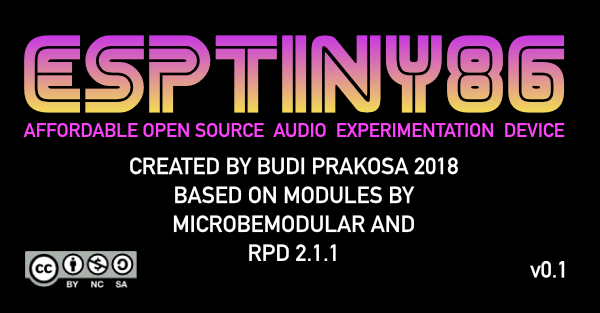 ESPTINY86
AFFORDABLE OPEN SOURCE AUDIO EXPERIMENTATION DEVICE
CREATED BY BUDI PRAKOSA 2018
BASED ON MODULES BY
MICROBEMODULAR AND
RPD 2.1.1
cc
BY NC SA
v0.1